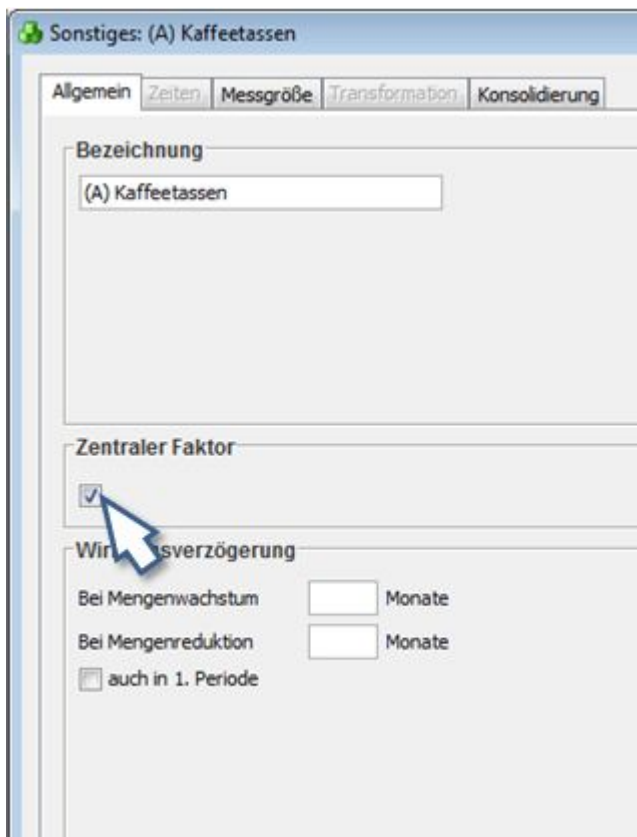 Sonstiges: (A) Kaffeetassen
Allgemein Zeiten Messgröße Transformation Konsolidierung
Bezeichnung
(A) Kaffeetassen
Zentraler Faktor
Bei Mengenwachstum Monate
Bei Mengenreduktion Monate
auch in 1. Periode